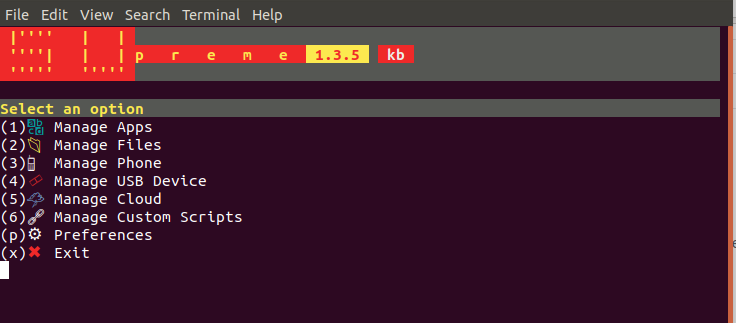 File Edit View Search Terminal Help
|'''' | |
''''| | | p r e m e 1.3.5 kb
''''' '''''
Select an option
(1) Manage Apps
(2) Manage Files
(3) Manage Phone
(4) Manage USB Device
(5) Manage Cloud
(6) Manage Custom Scripts
(p) Preferences
(x) Exit